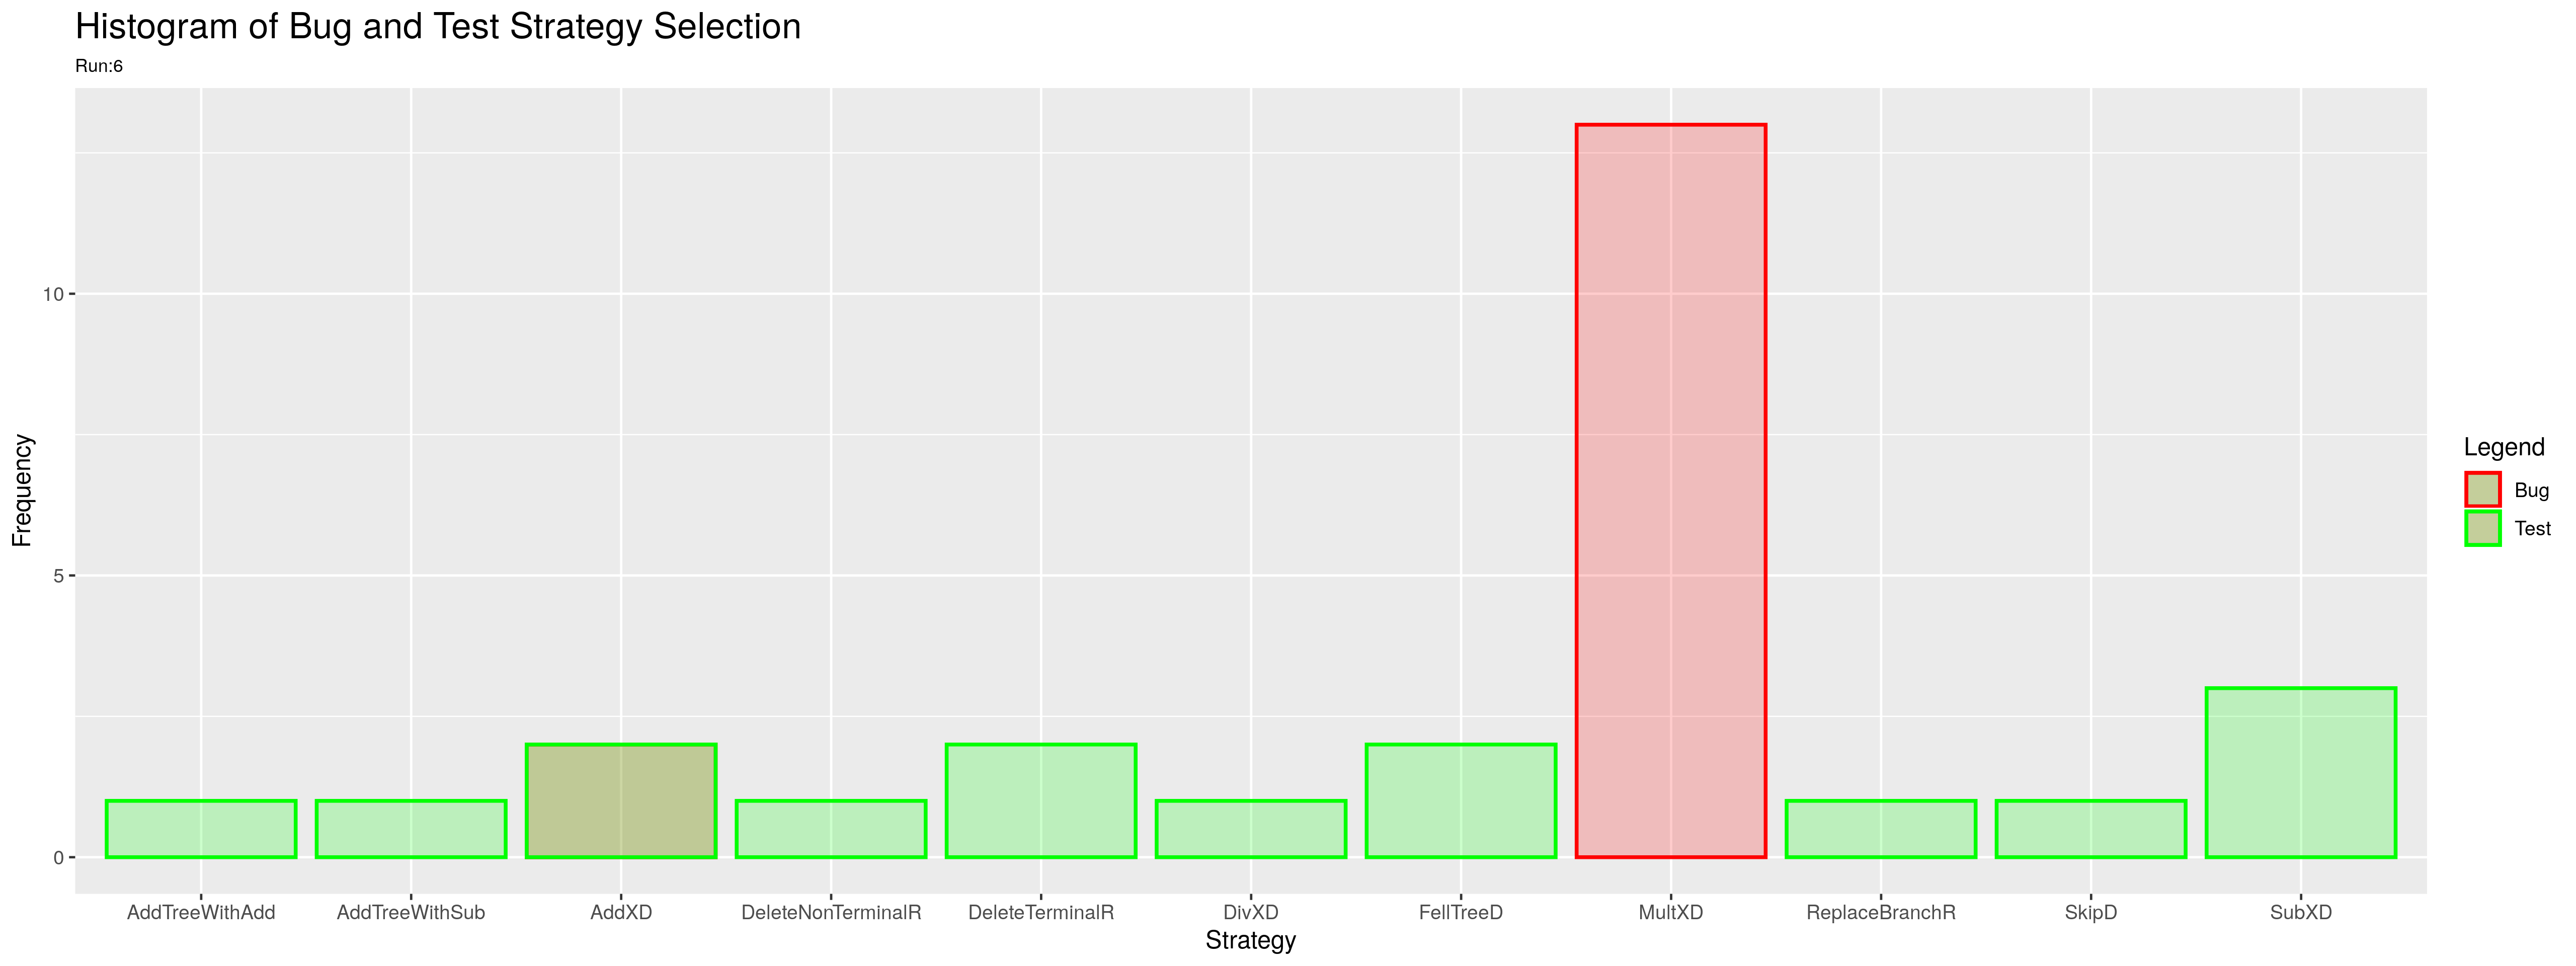 Histogram of Bug and Test Strategy Selection
Run:6
Frequency
10
5
0
AddTreeWithAdd AddTreeWithSub AddXD DeleteNonTerminalR DeleteTerminalR DivXD FellTreeD MultXD ReplaceBranchR SkipD SubXD
Strategy
Legend
Bug
Test